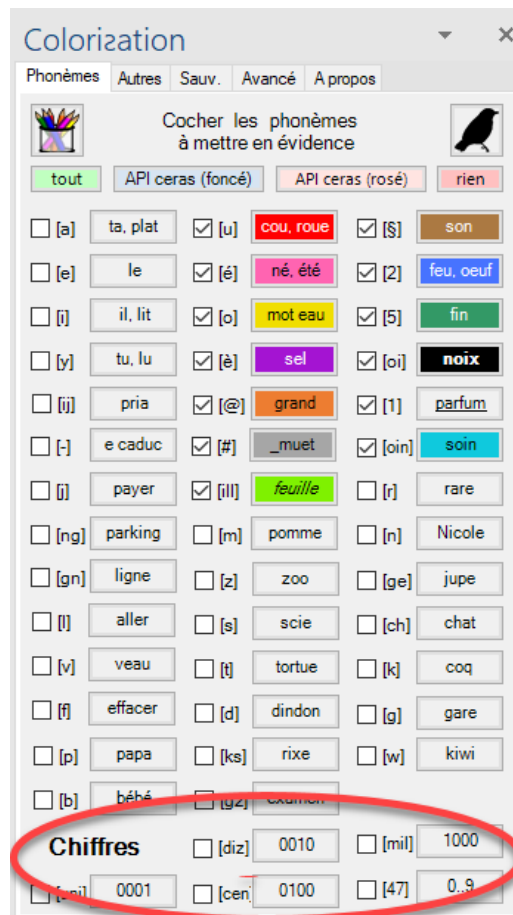 Colorization
Phonèmes Autres Sauv. Avancé A propos
Cocher les phonèmes
à mettre en évidence
tout API ceras (foncé) API ceras (rosé) rien
[a] ta, plat [u] cou, roue [§] son
[e] le [é] né, été [2] feu, oeuf
[i] il, lit [o] mot eau [5] fin
[y] tu, lu [è] sel [oi] noix
[ij] pria [@] grand [1] parfum
[-] e caduc [#] _muet [oin] soin
[j] payer [ill] feuille [r] rare
[ng] parking [m] pomme [n] Nicole
[gn] ligne [z] zoo [ge] jupe
[l] aller [s] scie [ch] chat
[v] veau [t] tortue [k] coq
[f] effacer [d] dindon [g] gare
[p] papa [ks] rixe [w] kiwi
[b] bébé [gz] examen
Chiffres [diz] 0010 [mil] 1000
[uni] 0001 [cen] 0100 [47] 0..9